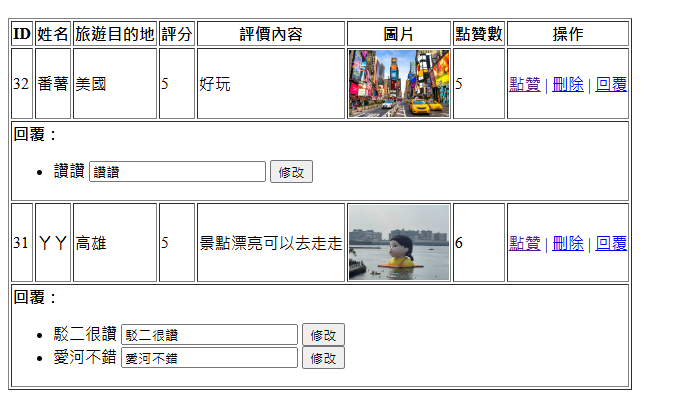 ID 姓名 旅遊目的地 評分 評價內容 圖片 點贊數 操作
32 番薯 美國 5 好玩 5 點贊 | 刪除 | 回覆
回覆：
讚讚 讚讚 修改
31 ㄚㄚ 高雄 5 景點漂亮可以去走走 6 點贊 | 刪除 | 回覆
回覆：
駁二很讚 駁二很讚 修改
愛河不錯 愛河不錯 修改